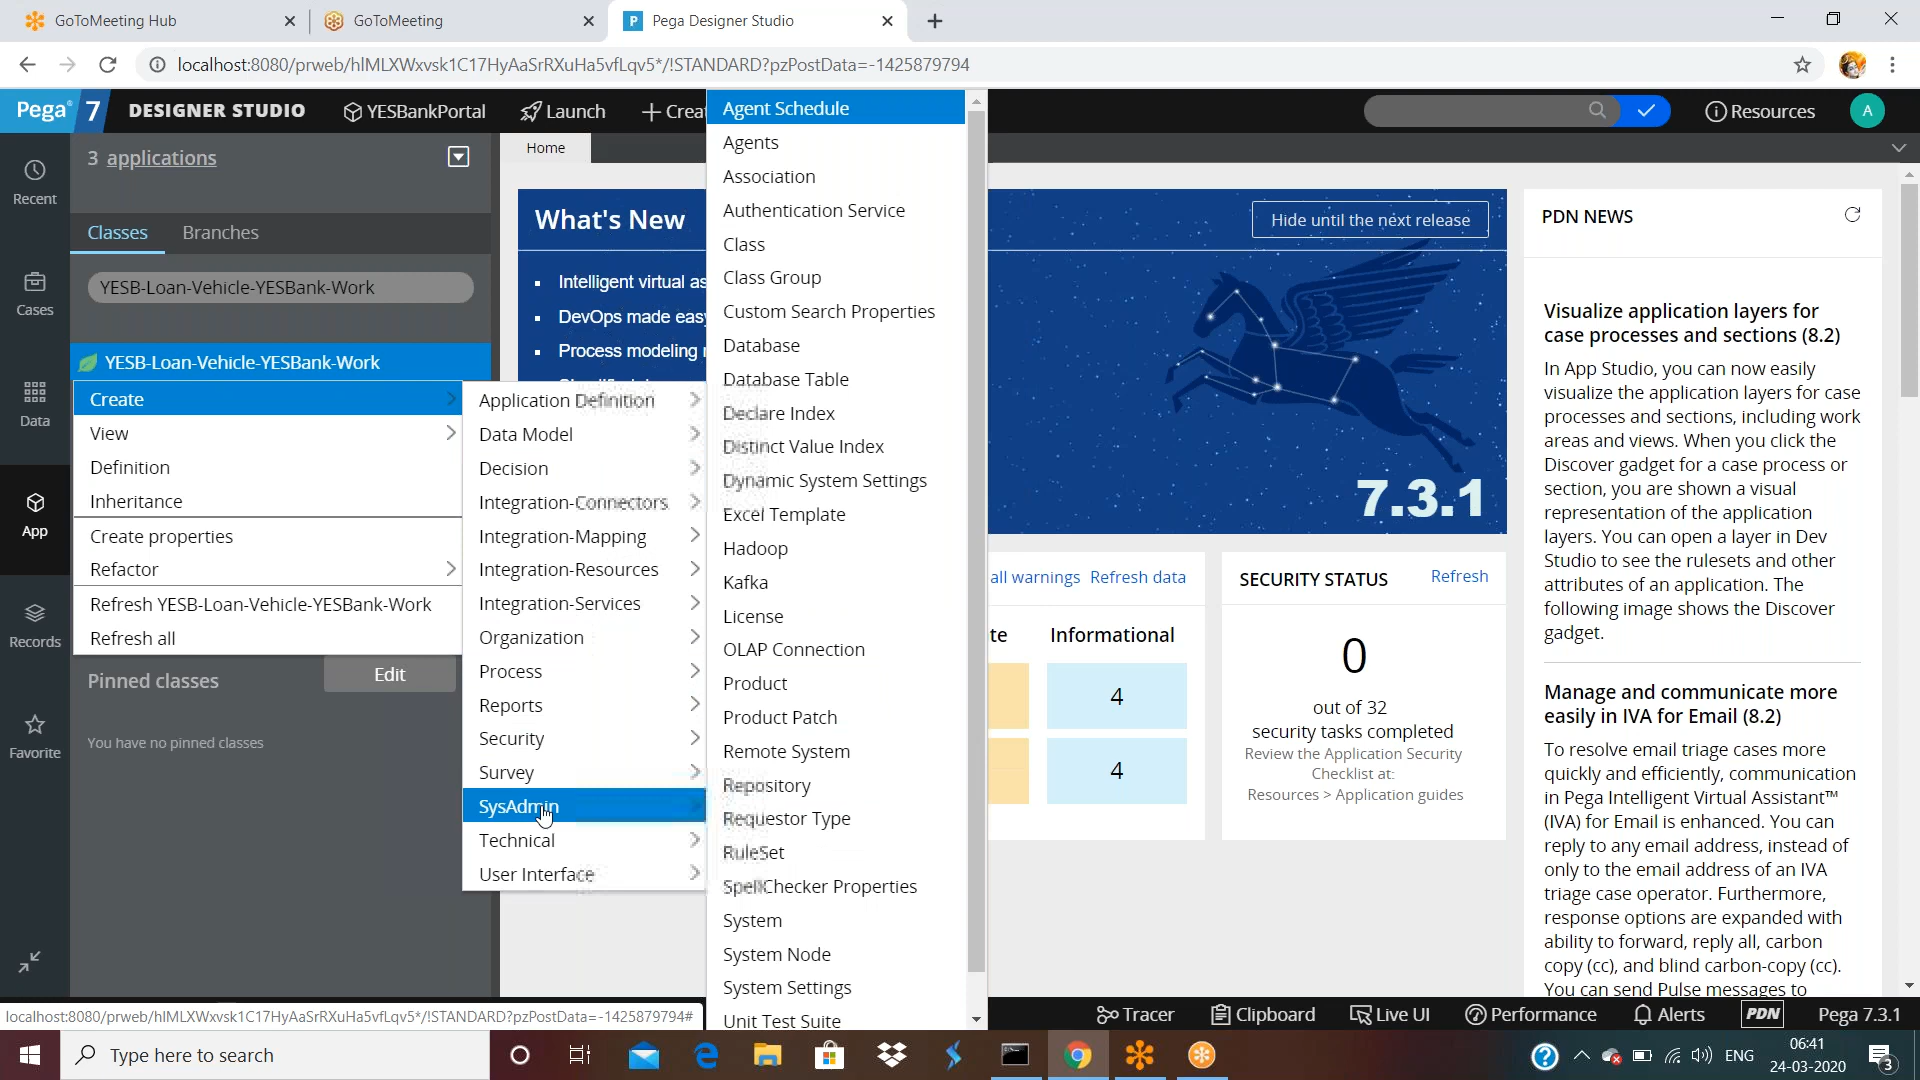 GoToMeeting Hub
GoToMeeting
Pega Designer Studio
localhost:8080/prweb/hlMLXWxvsk1C17HyAaSrRXuHa5vfLqv5*/!STANDARD?pzPostData=-1425879794
Pega 7 DESIGNER STUDIO
YESBankPortal
Launch
Creat
Resources
A
3 applications
Home
Recent
Cases
Data
App
Records
Favorite
Classes
Branches
YESB-Loan-Vehicle-YESBank-Work
YESB-Loan-Vehicle-YESBank-Work
Create
View
Definition
Inheritance
Create properties
Refactor
Refresh YESB-Loan-Vehicle-YESBank-Work
Refresh all
Pinned classes
Edit
You have no pinned classes
Application Definition
Data Model
Decision
Integration-Connectors
Integration-Mapping
Integration-Resources
Integration-Services
Organization
Process
Reports
Security
Survey
SysAdmin
Technical
User Interface
Agent Schedule
Agents
Association
Authentication Service
Class
Class Group
Custom Search Properties
Database
Database Table
Declare Index
Distinct Value Index
Dynamic System Settings
Excel Template
Hadoop
Kafka
License
OLAP Connection
Product
Product Patch
Remote System
Repository
Requestor Type
RuleSet
SpellChecker Properties
System
System Node
System Settings
Unit Test Suite
What's New
Hide until the next release
Intelligent virtual as
DevOps made easy
Process modeling
7.3.1
all warnings Refresh data
te
Informational
4
4
SECURITY STATUS
Refresh
0
out of 32
security tasks completed
Review the Application Security
Checklist at:
Resources > Application guides
PDN NEWS
Visualize application layers for
case processes and sections (8.2)
In App Studio, you can now easily
visualize the application layers for case
processes and sections, including work
areas and views. When you click the
Discover gadget for a case process or
section, you are shown a visual
representation of the application
layers. You can open a layer in Dev
Studio to see the rulesets and other
attributes of an application. The
following image shows the Discover
gadget.
Manage and communicate more
easily in IVA for Email (8.2)
To resolve email triage cases more
quickly and efficiently, communication
in Pega Intelligent Virtual Assistant™
(IVA) for Email is enhanced. You can
reply to any email address, instead of
only to the email address of an IVA
triage case operator. Furthermore,
response options are expanded with
ability to forward, reply all, carbon
copy (cc), and blind carbon-copy (cc).
You can send Pulse messages to
localhost:8080/prweb/hlMLXWxvsk1C17HyAaSrRXuHa5vfLqv5*/!STANDARD?pzPostData=-1425879794#
Tracer
Clipboard
Live UI
Performance
Alerts
PDN
Pega 7.3.1
Type here to search
ENG
06:41
24-03-2020
3